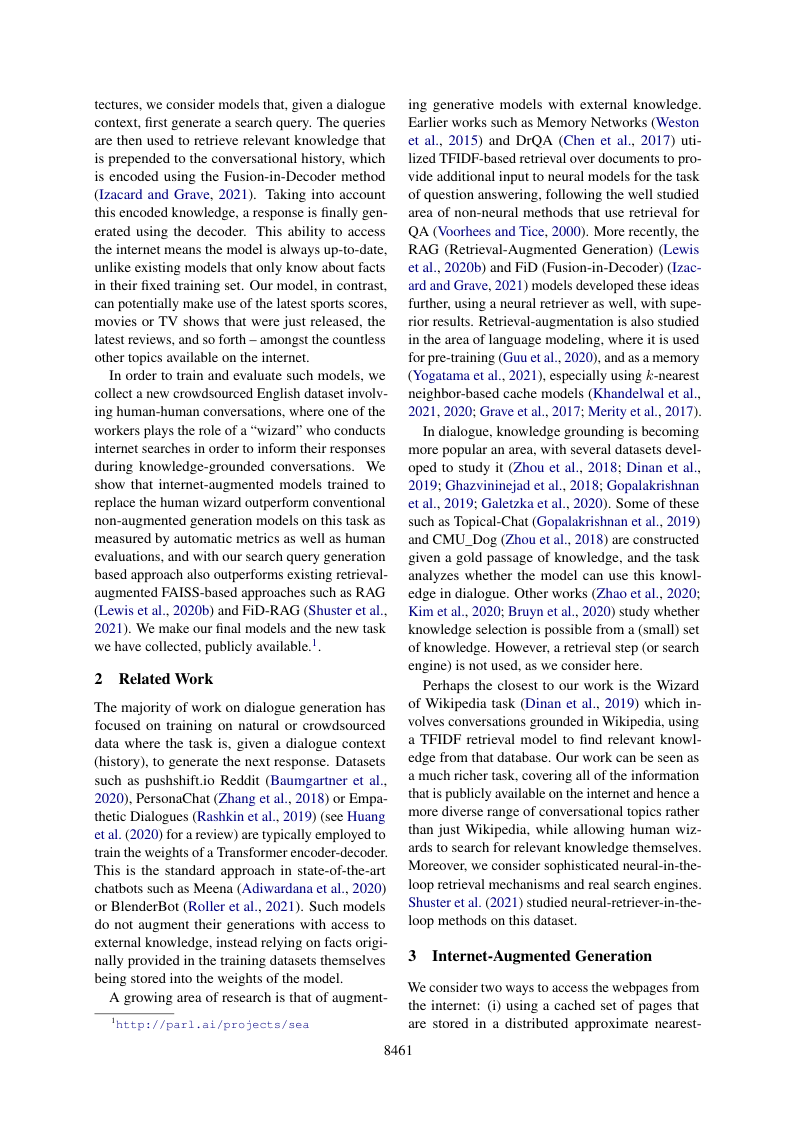 tectures, we consider models that, given a dialogue
context, first generate a search query. The queries
are then used to retrieve relevant knowledge that
is prepended to the conversational history, which
is encoded using the Fusion-in-Decoder method
(Izacard and Grave, 2021). Taking into account
this encoded knowledge, a response is finally gen-
erated using the decoder. This ability to access
the internet means the model is always up-to-date,
unlike existing models that only know about facts
in their fixed training set. Our model, in contrast,
can potentially make use of the latest sports scores,
movies or TV shows that were just released, the
latest reviews, and so forth – amongst the countless
other topics available on the internet.
In order to train and evaluate such models, we
collect a new crowdsourced English dataset involv-
ing human-human conversations, where one of the
workers plays the role of a “wizard” who conducts
internet searches in order to inform their responses
during knowledge-grounded conversations. We
show that internet-augmented models trained to
replace the human wizard outperform conventional
non-augmented generation models on this task as
measured by automatic metrics as well as human
evaluations, and with our search query generation
based approach also outperforms existing retrieval-
augmented FAISS-based approaches such as RAG
(Lewis et al., 2020b) and FiD-RAG (Shuster et al.,
2021). We make our final models and the new task
we have collected, publicly available.1.
2 Related Work
The majority of work on dialogue generation has
focused on training on natural or crowdsourced
data where the task is, given a dialogue context
(history), to generate the next response. Datasets
such as pushshift.io Reddit (Baumgartner et al.,
2020), PersonaChat (Zhang et al., 2018) or Empa-
thetic Dialogues (Rashkin et al., 2019) (see Huang
et al. (2020) for a review) are typically employed to
train the weights of a Transformer encoder-decoder.
This is the standard approach in state-of-the-art
chatbots such as Meena (Adiwardana et al., 2020)
or BlenderBot (Roller et al., 2021). Such models
do not augment their generations with access to
external knowledge, instead relying on facts origi-
nally provided in the training datasets themselves
being stored into the weights of the model.
A growing area of research is that of augment-
1http://parl.ai/projects/sea
ing generative models with external knowledge.
Earlier works such as Memory Networks (Weston
et al., 2015) and DrQA (Chen et al., 2017) uti-
lized TFIDF-based retrieval over documents to pro-
vide additional input to neural models for the task
of question answering, following the well studied
area of non-neural methods that use retrieval for
QA (Voorhees and Tice, 2000). More recently, the
RAG (Retrieval-Augmented Generation) (Lewis
et al., 2020b) and FiD (Fusion-in-Decoder) (Izac-
ard and Grave, 2021) models developed these ideas
further, using a neural retriever as well, with supe-
rior results. Retrieval-augmentation is also studied
in the area of language modeling, where it is used
for pre-training (Guu et al., 2020), and as a memory
(Yogatama et al., 2021), especially using k-nearest
neighbor-based cache models (Khandelwal et al.,
2021, 2020; Grave et al., 2017; Merity et al., 2017).
In dialogue, knowledge grounding is becoming
more popular an area, with several datasets devel-
oped to study it (Zhou et al., 2018; Dinan et al.,
2019; Ghazvininejad et al., 2018; Gopalakrishnan
et al., 2019; Galetzka et al., 2020). Some of these
such as Topical-Chat (Gopalakrishnan et al., 2019)
and CMU_Dog (Zhou et al., 2018) are constructed
given a gold passage of knowledge, and the task
analyzes whether the model can use this knowl-
edge in dialogue. Other works (Zhao et al., 2020;
Kim et al., 2020; Bruyn et al., 2020) study whether
knowledge selection is possible from a (small) set
of knowledge. However, a retrieval step (or search
engine) is not used, as we consider here.
Perhaps the closest to our work is the Wizard
of Wikipedia task (Dinan et al., 2019) which in-
volves conversations grounded in Wikipedia, using
a TFIDF retrieval model to find relevant knowl-
edge from that database. Our work can be seen as
a much richer task, covering all of the information
that is publicly available on the internet and hence a
more diverse range of conversational topics rather
than just Wikipedia, while allowing human wiz-
ards to search for relevant knowledge themselves.
Moreover, we consider sophisticated neural-in-the-
loop retrieval mechanisms and real search engines.
Shuster et al. (2021) studied neural-retriever-in-the-
loop methods on this dataset.
3 Internet-Augmented Generation
We consider two ways to access the webpages from
the internet: (i) using a cached set of pages that
are stored in a distributed approximate nearest-
8461